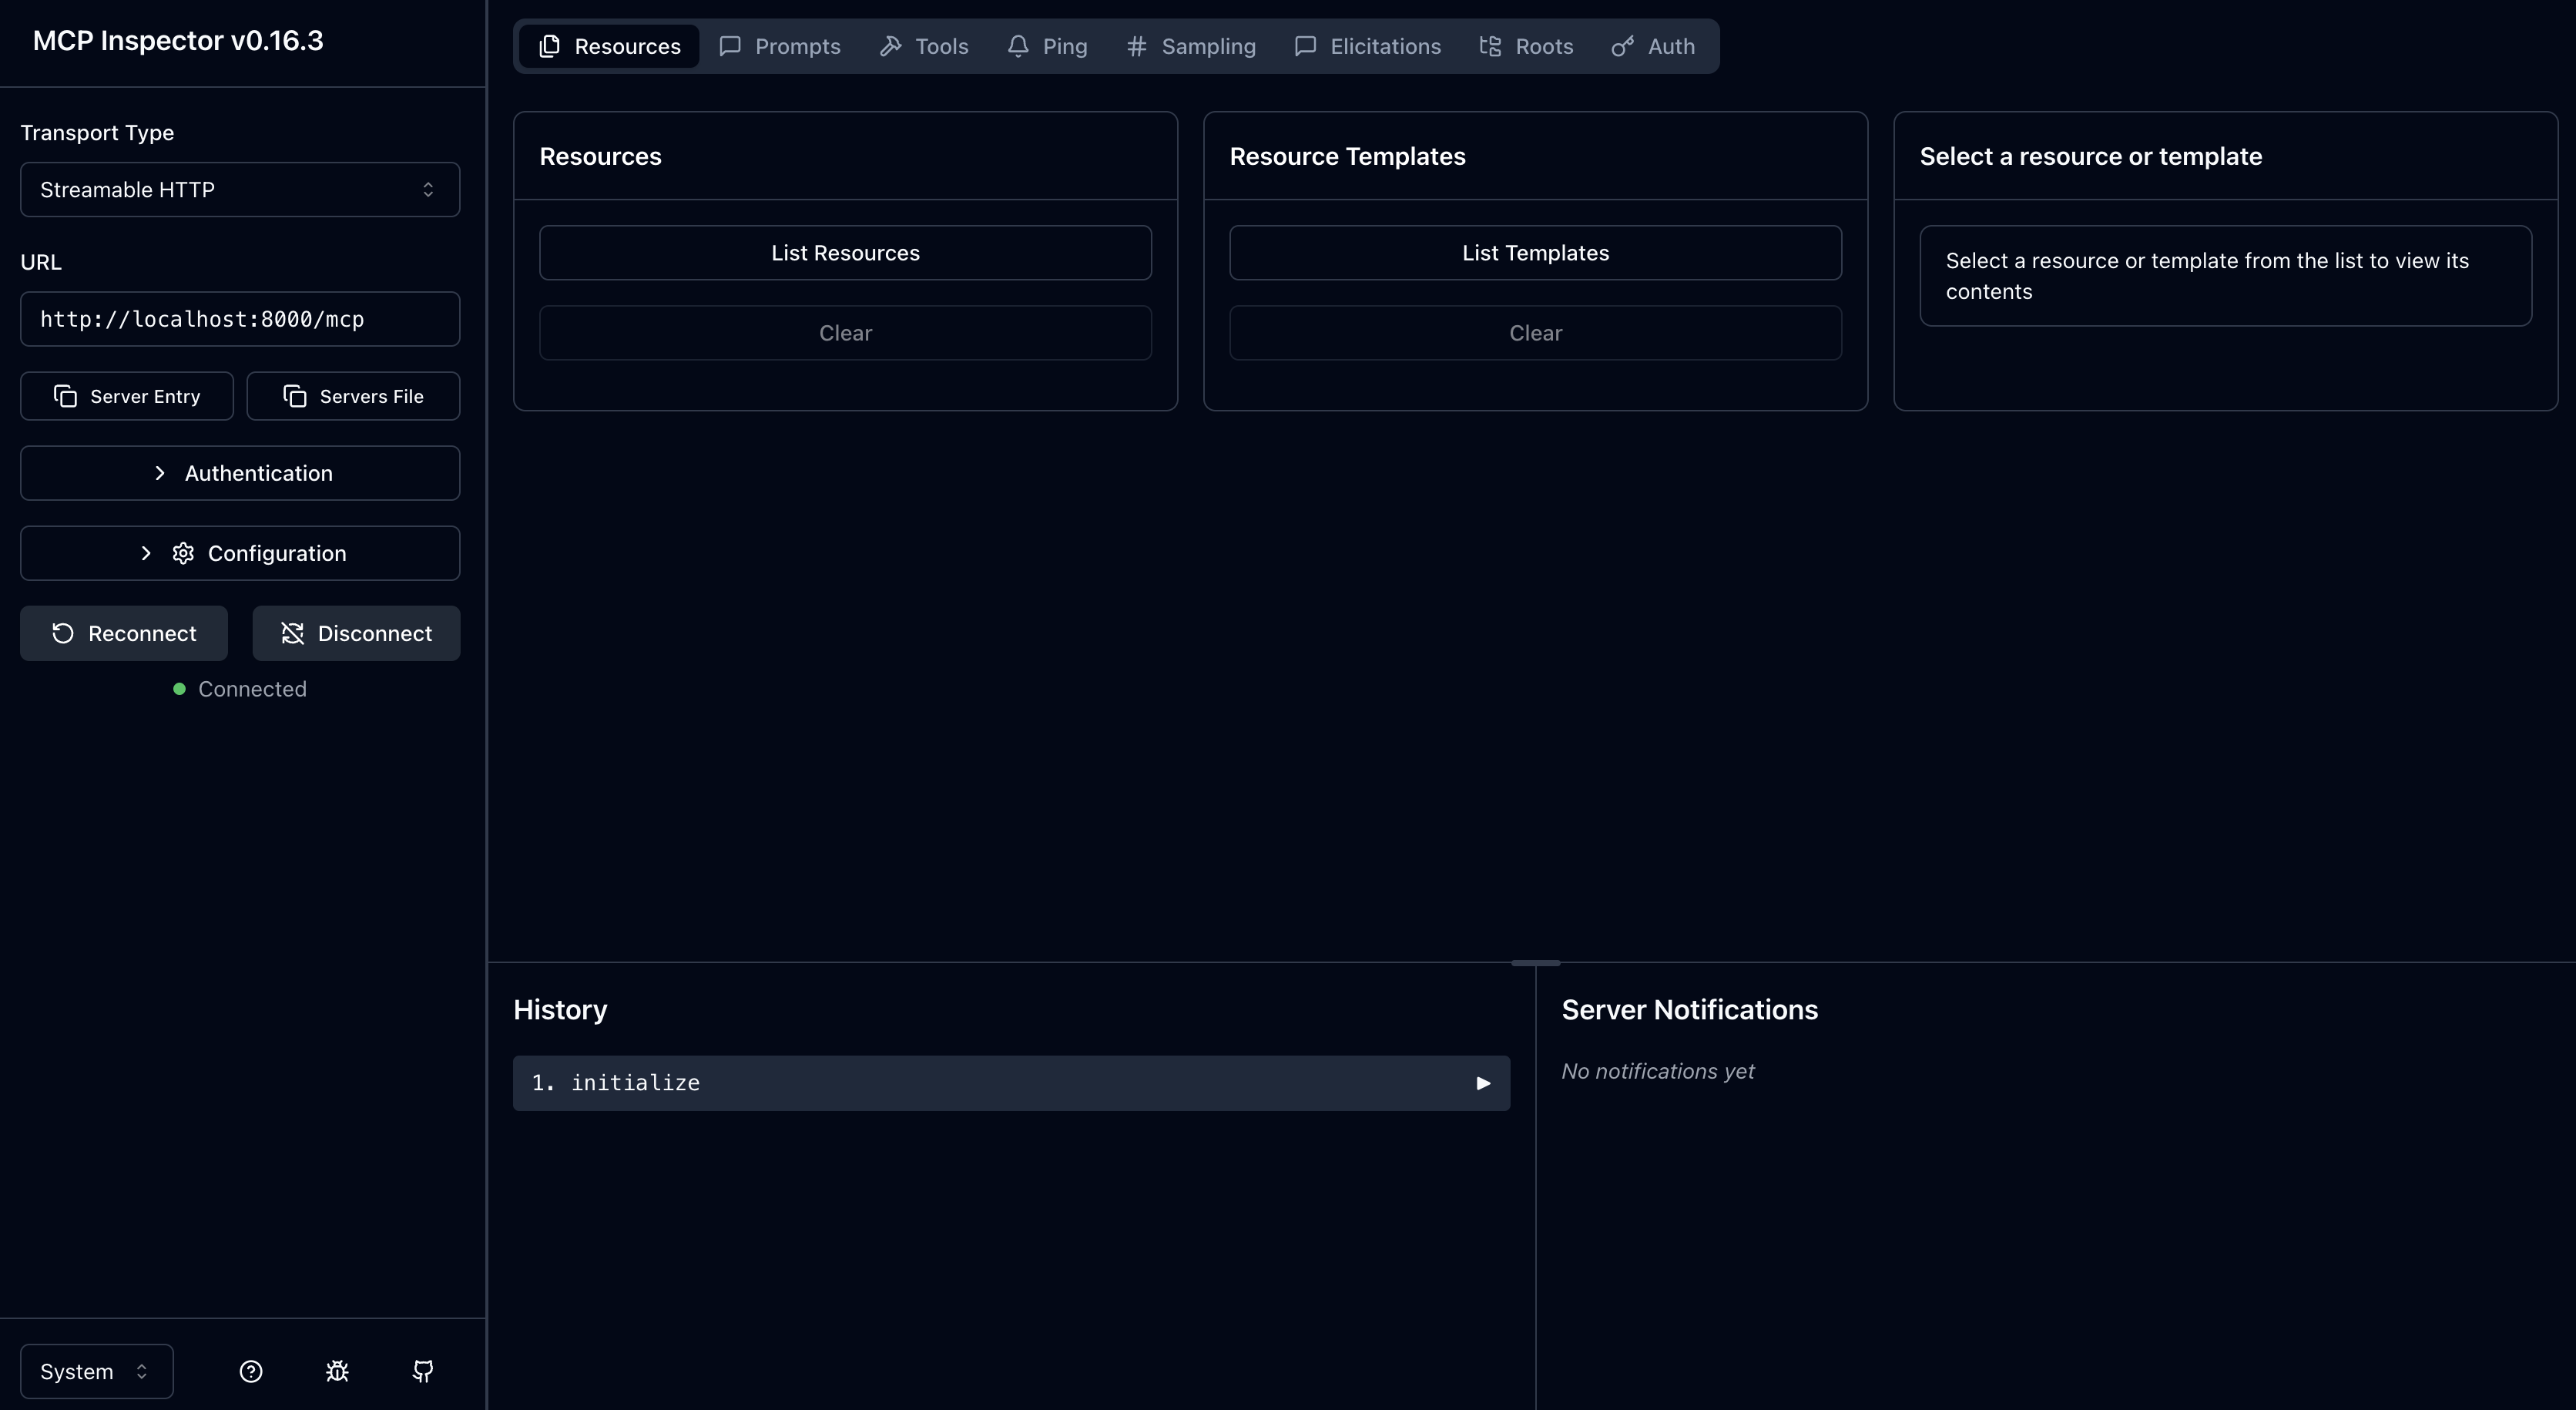 MCP Inspector v0.16.3
Transport Type
Streamable HTTP
URL
http://localhost:8000/mcp
Server Entry
Servers File
Authentication
Configuration
Reconnect
Disconnect
Connected
System
Resources
Prompts
Tools
Ping
Sampling
Elicitations
Roots
Auth
Resources
List Resources
Clear
Resource Templates
List Templates
Clear
Select a resource or template
Select a resource or template from the list to view its
contents
History
1. initialize
Server Notifications
No notifications yet